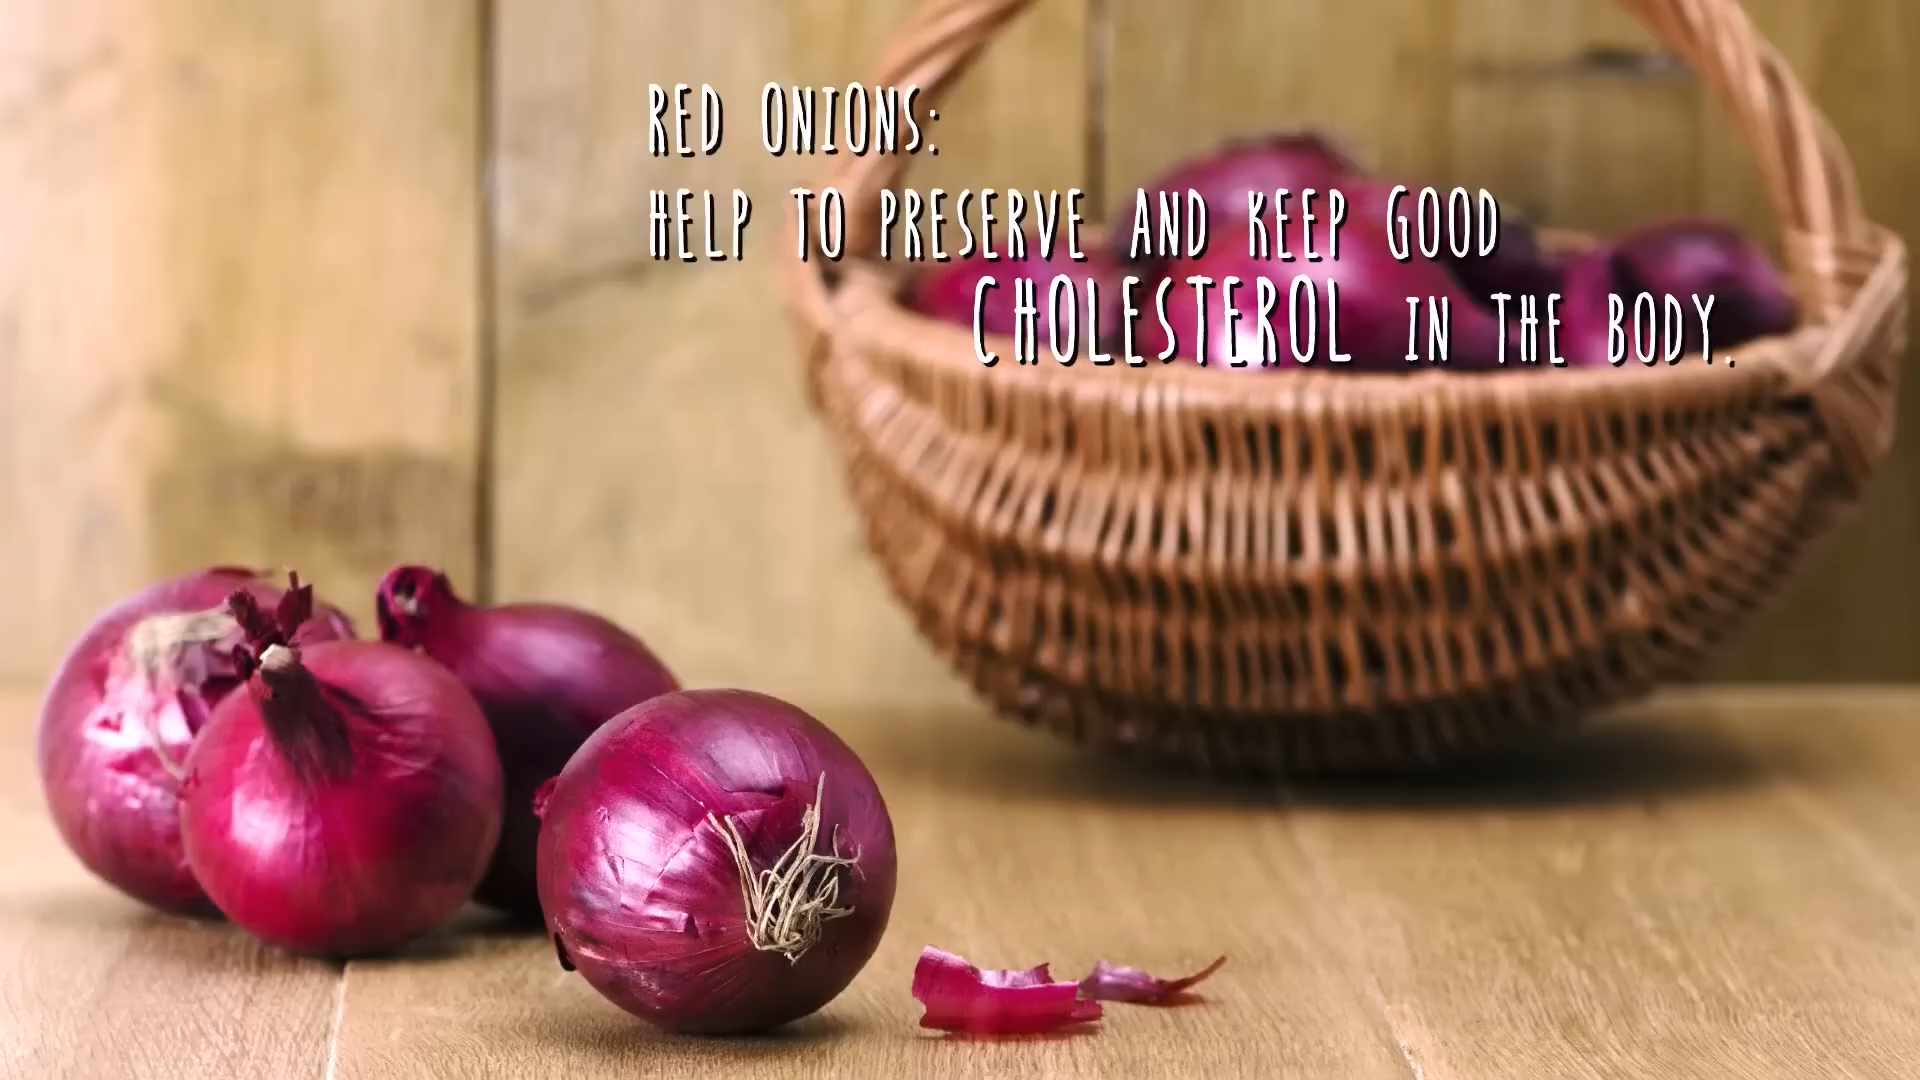 RED ONIONS:
HELP TO PRESERVE AND KEEP GOOD
CHOLESTEROL IN THE BODY.